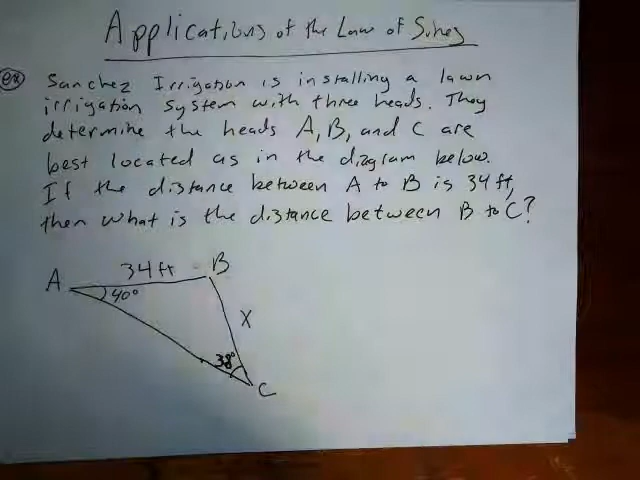 Applications of the Law of Sines
ex
Sanchez Irrigation is installing a lawn
irrigation system with three heads. They
determine the heads A, B, and C are
best located as in the diagram below.
If the distance between A to B is 34 ft,
then what is the distance between B to C?
34 ft
B
A
40°
X
38°
C